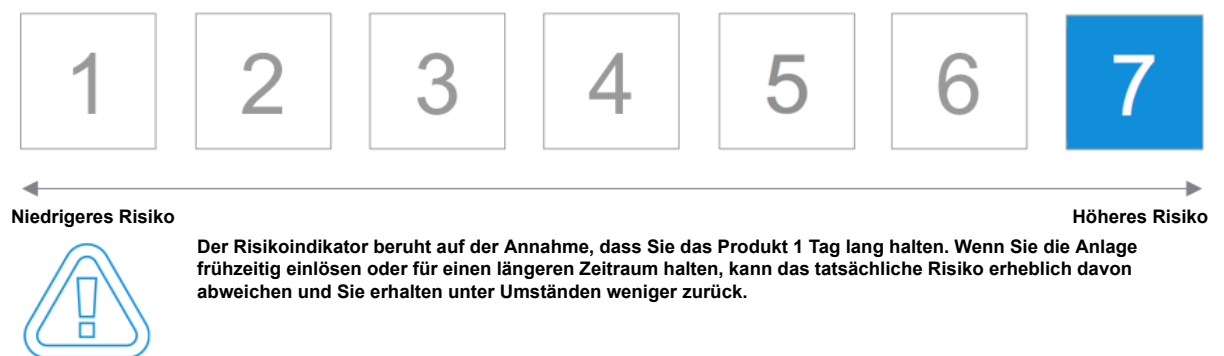 1 2 3 4 5 6 7
Niedrigeres Risiko Höheres Risiko
Der Risikoindikator beruht auf der Annahme, dass Sie das Produkt 1 Tag lang halten. Wenn Sie die Anlage
frühzeitig einlösen oder für einen längeren Zeitraum halten, kann das tatsächliche Risiko erheblich davon
abweichen und Sie erhalten unter Umständen weniger zurück.